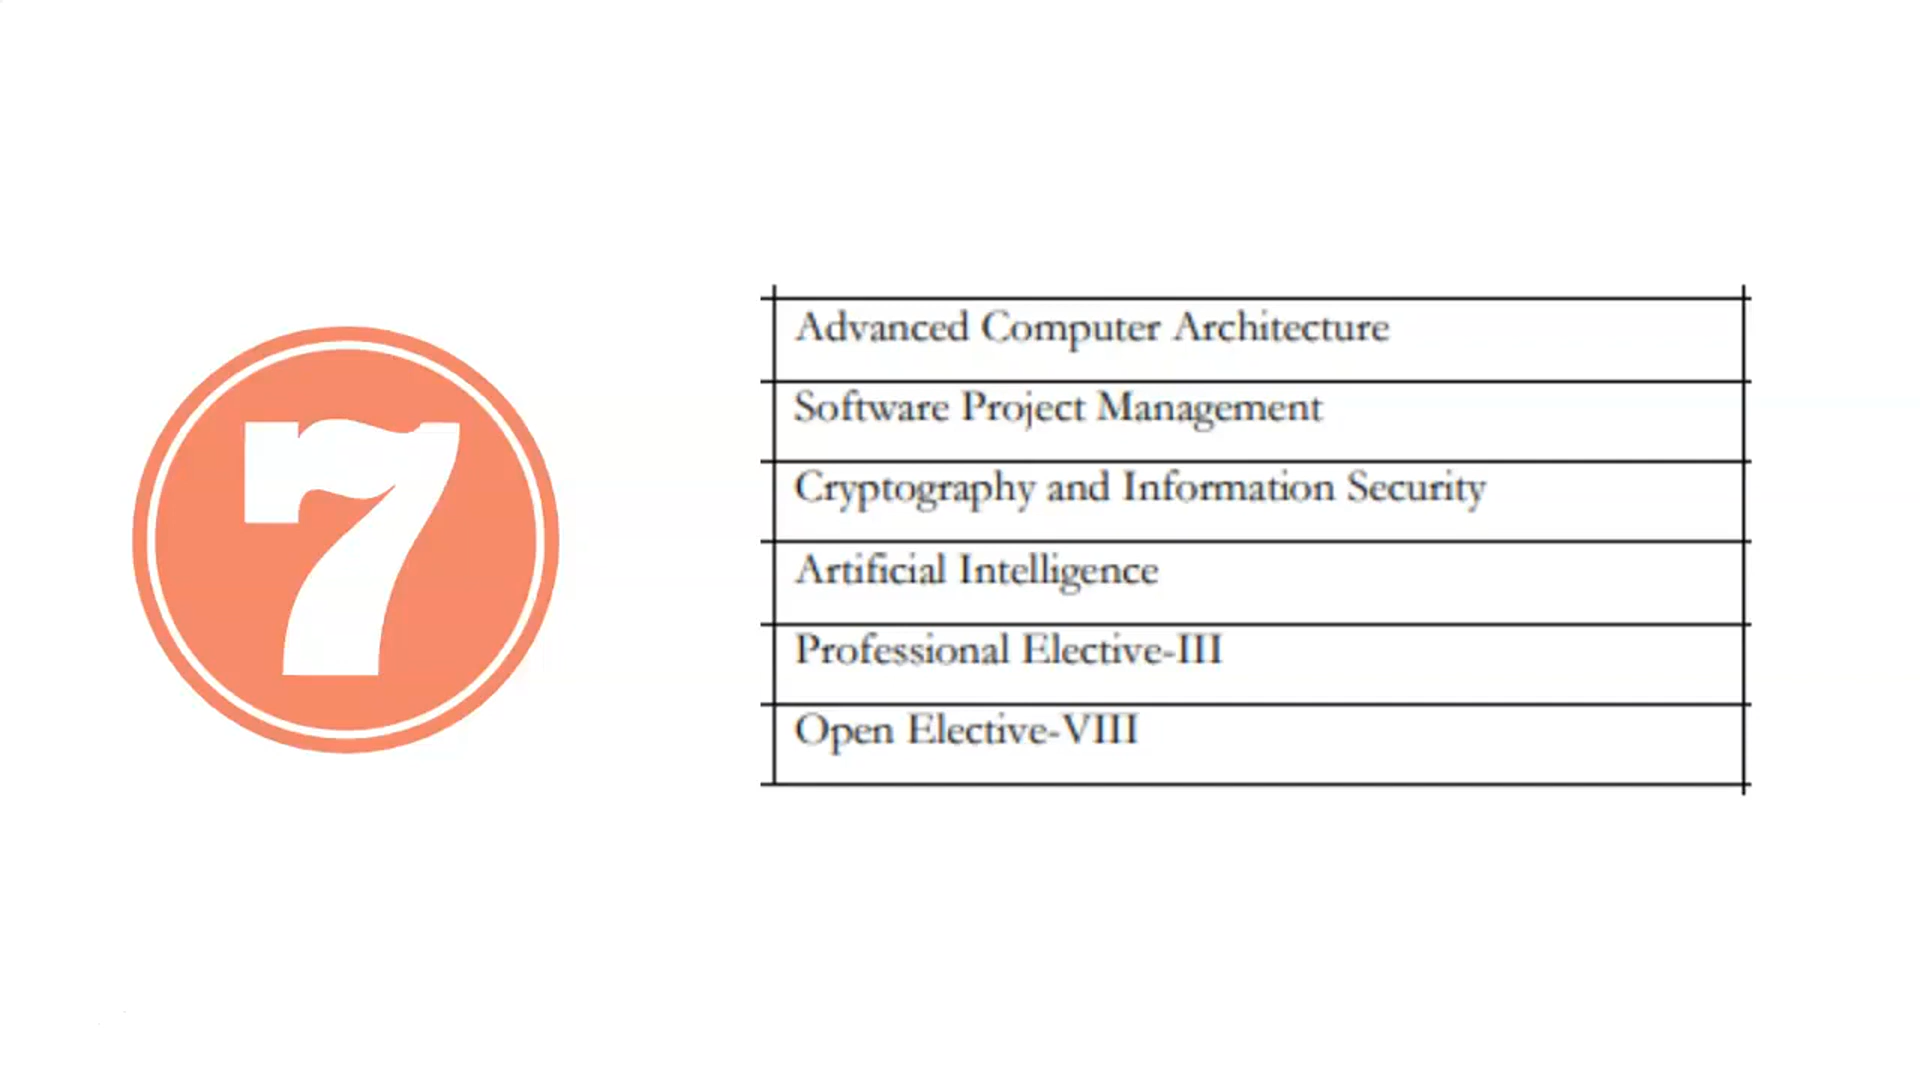 7
Advanced Computer Architecture
Software Project Management
Cryptography and Information Security
Artificial Intelligence
Professional Elective-III
Open Elective-VIII